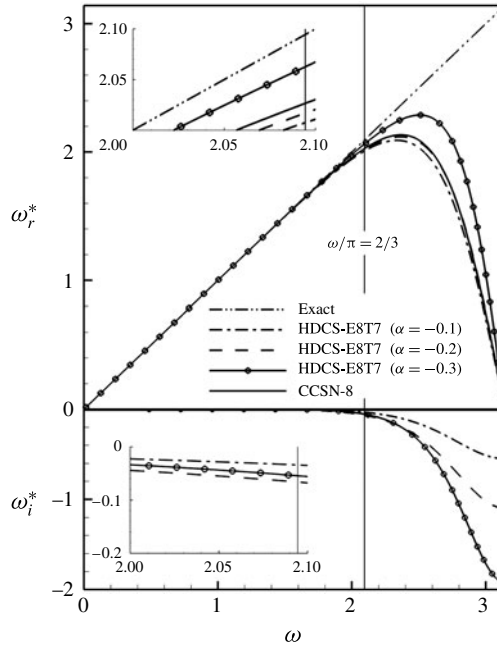 3
2.10
2.05
2.00
2.00
2.05
2.10
2
ω_r^*
ω/π = 2/3
1
Exact
HDCS-E8T7 (α = −0.1)
HDCS-E8T7 (α = −0.2)
HDCS-E8T7 (α = −0.3)
CCSN-8
0
0
−0.1
−0.2
2.00
2.05
2.10
−1
ω_i^*
−2
0
1
2
3
ω